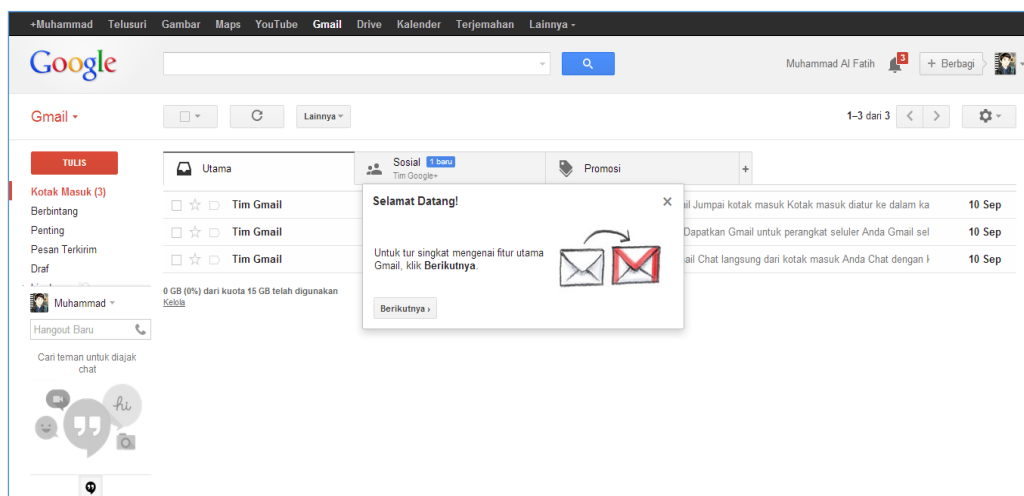 +Muhammad Telusuri Gambar Maps YouTube Gmail Drive Kalender Terjemahan Lainnya
Google
Muhammad Al Fatih 3 + Berbagi
Gmail
Lainnya
1–3 dari 3
TULIS
Utama
Sosial 1 baru
Tim Google+
Promosi
+
Kotak Masuk (3)
Berbintang
Penting
Pesan Terkirim
Draf
Tim Gmail
il Jumpai kotak masuk Kotak masuk diatur ke dalam ka 10 Sep
Tim Gmail
Dapatkan Gmail untuk perangkat seluler Anda Gmail sel 10 Sep
Tim Gmail
ail Chat langsung dari kotak masuk Anda Chat dengan 10 Sep
Selamat Datang!
Untuk tur singkat mengenai fitur utama
Gmail, klik Berikutnya.
Berikutnya ›
0 GB (0%) dari kuota 15 GB telah digunakan
Kelola
Muhammad
Hangout Baru
Cari teman untuk diajak
chat
hi